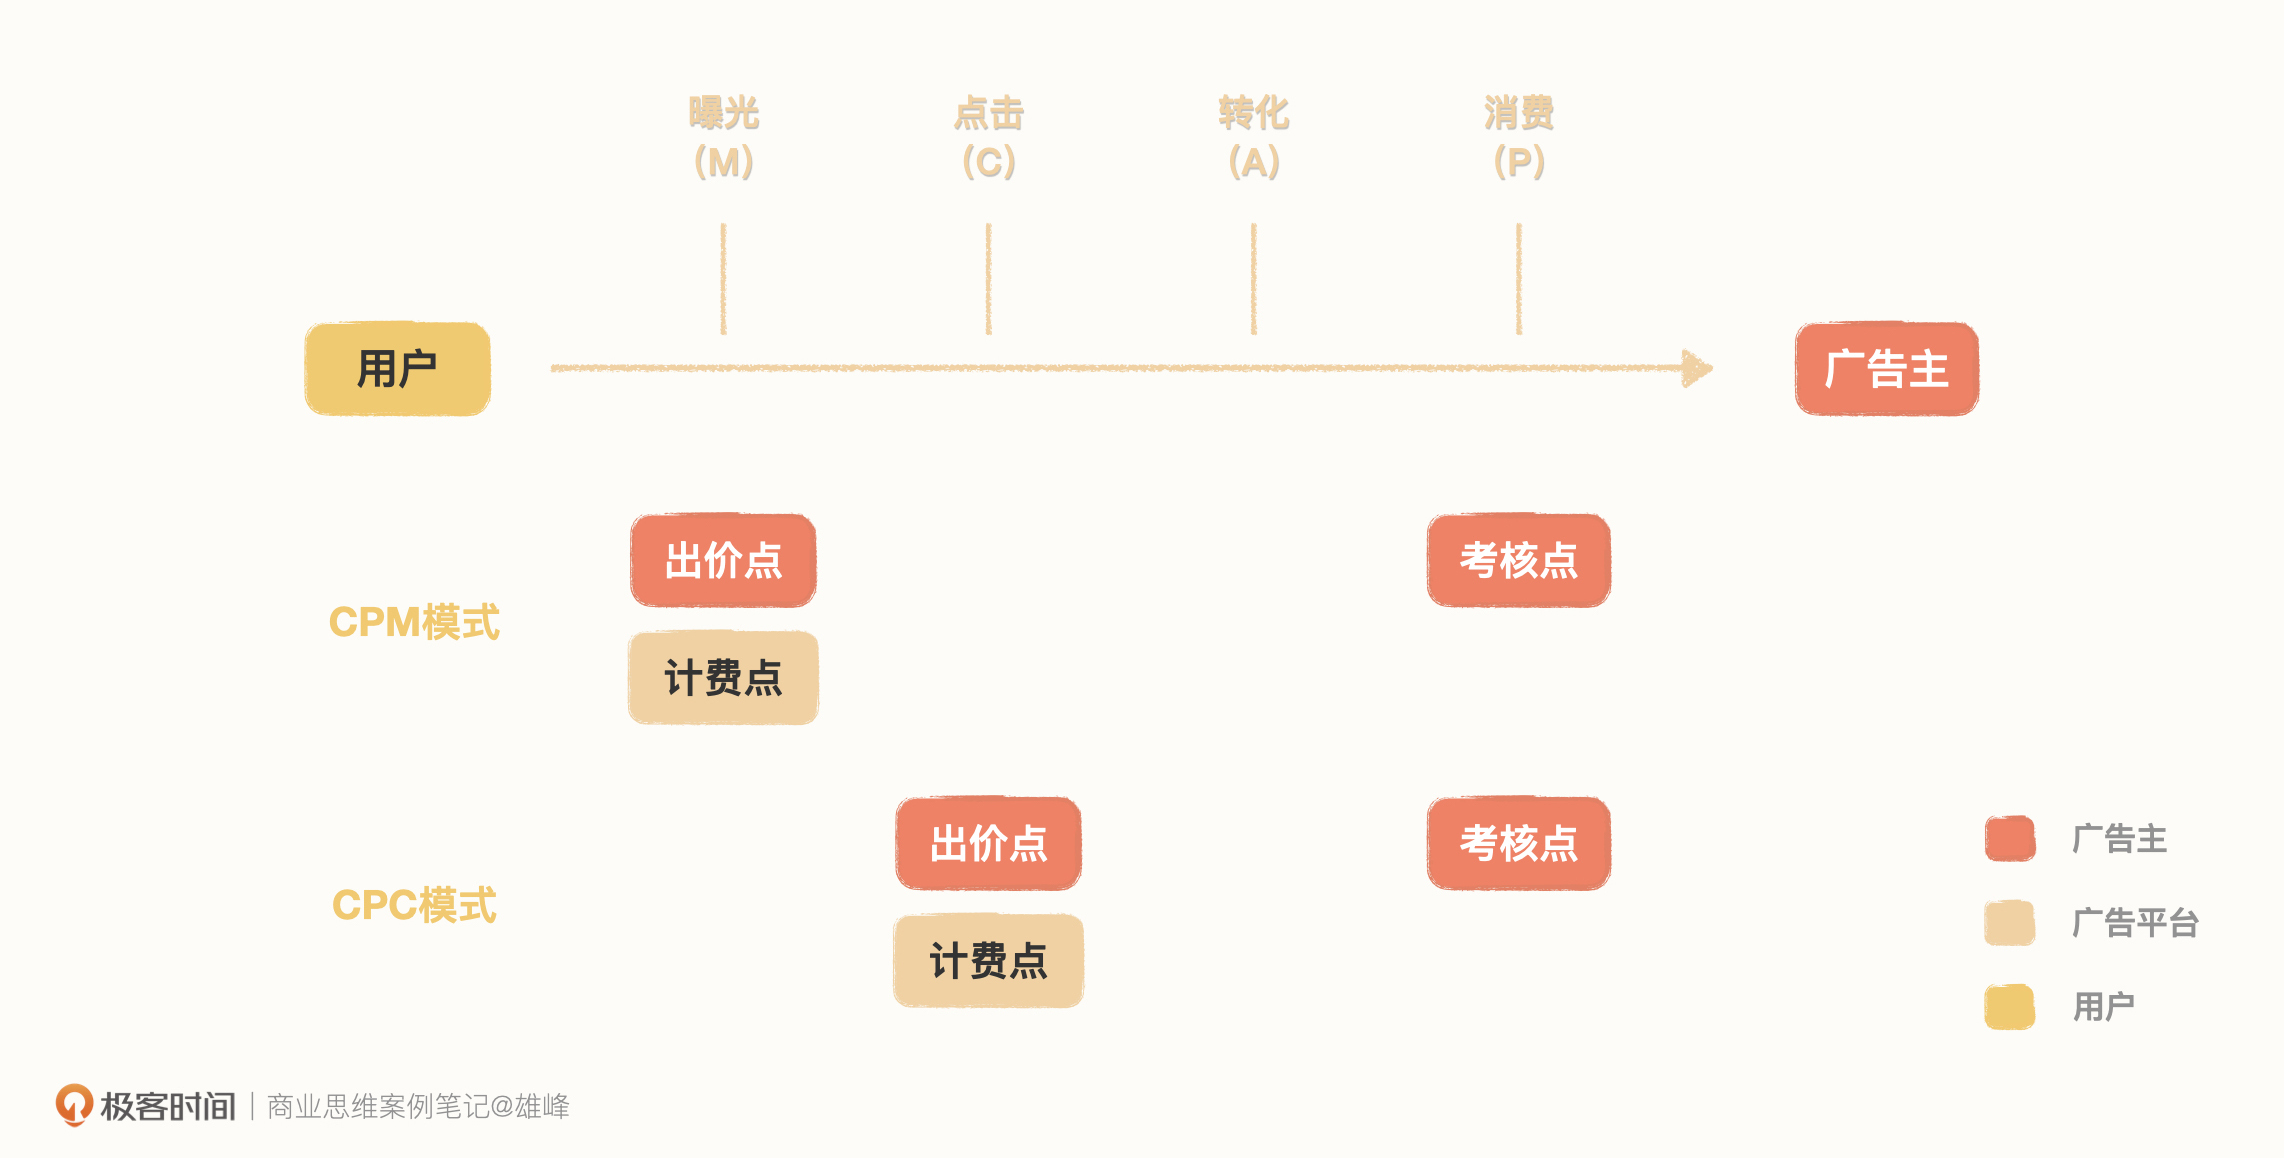 曝光 点击 转化 消费
(M) (C) (A) (P)
用户 广告主
出价点 考核点
CPM模式
计费点
出价点 考核点
广告主
CPC模式
广告平台
计费点
用户
极客时间 | 商业思维案例笔记@雄峰